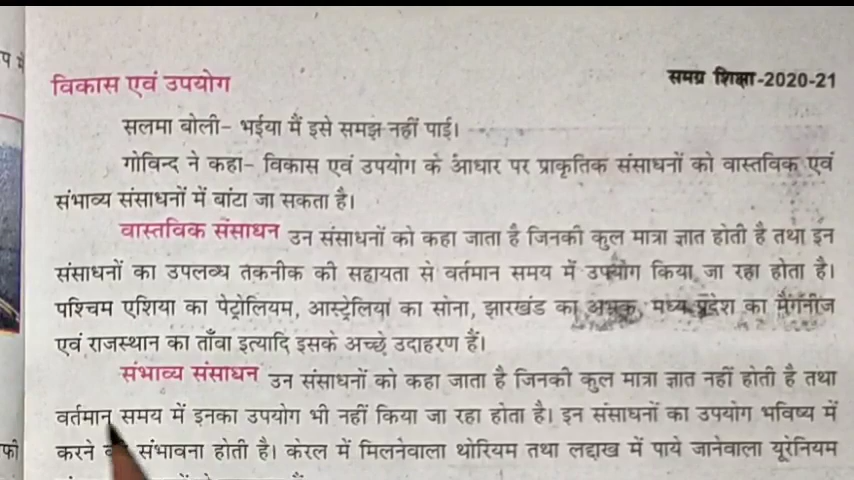 विकास एवं उपयोग
समग्र शिक्षा-2020-21
सलमा बोली- भईया मैं इसे समझ नहीं पाई।
गोविन्द ने कहा- विकास एवं उपयोग के आधार पर प्राकृतिक संसाधनों को वास्तविक एवं
संभाव्य संसाधनों में बांटा जा सकता है।
वास्तविक संसाधन उन संसाधनों को कहा जाता है जिनकी कुल मात्रा ज्ञात होती है तथा इन
संसाधनों का उपलब्ध तकनीक की सहायता से वर्तमान समय में उपयोग किया जा रहा होता है।
पश्चिम एशिया का पेट्रोलियम, आस्ट्रेलिया का सोना, झारखंड का अभ्रक, मध्य प्रदेश का मैंगनीज
एवं राजस्थान का ताँवा इत्यादि इसके अच्छे उदाहरण हैं।
संभाव्य संसाधन उन संसाधनों को कहा जाता है जिनकी कुल मात्रा ज्ञात नहीं होती है तथा
वर्तमान समय में इनका उपयोग भी नहीं किया जा रहा होता है। इन संसाधनों का उपयोग भविष्य में
करने संभावना होती है। केरल में मिलनेवाला थोरियम तथा लद्दाख में पाये जानेवाला यूरेनियम